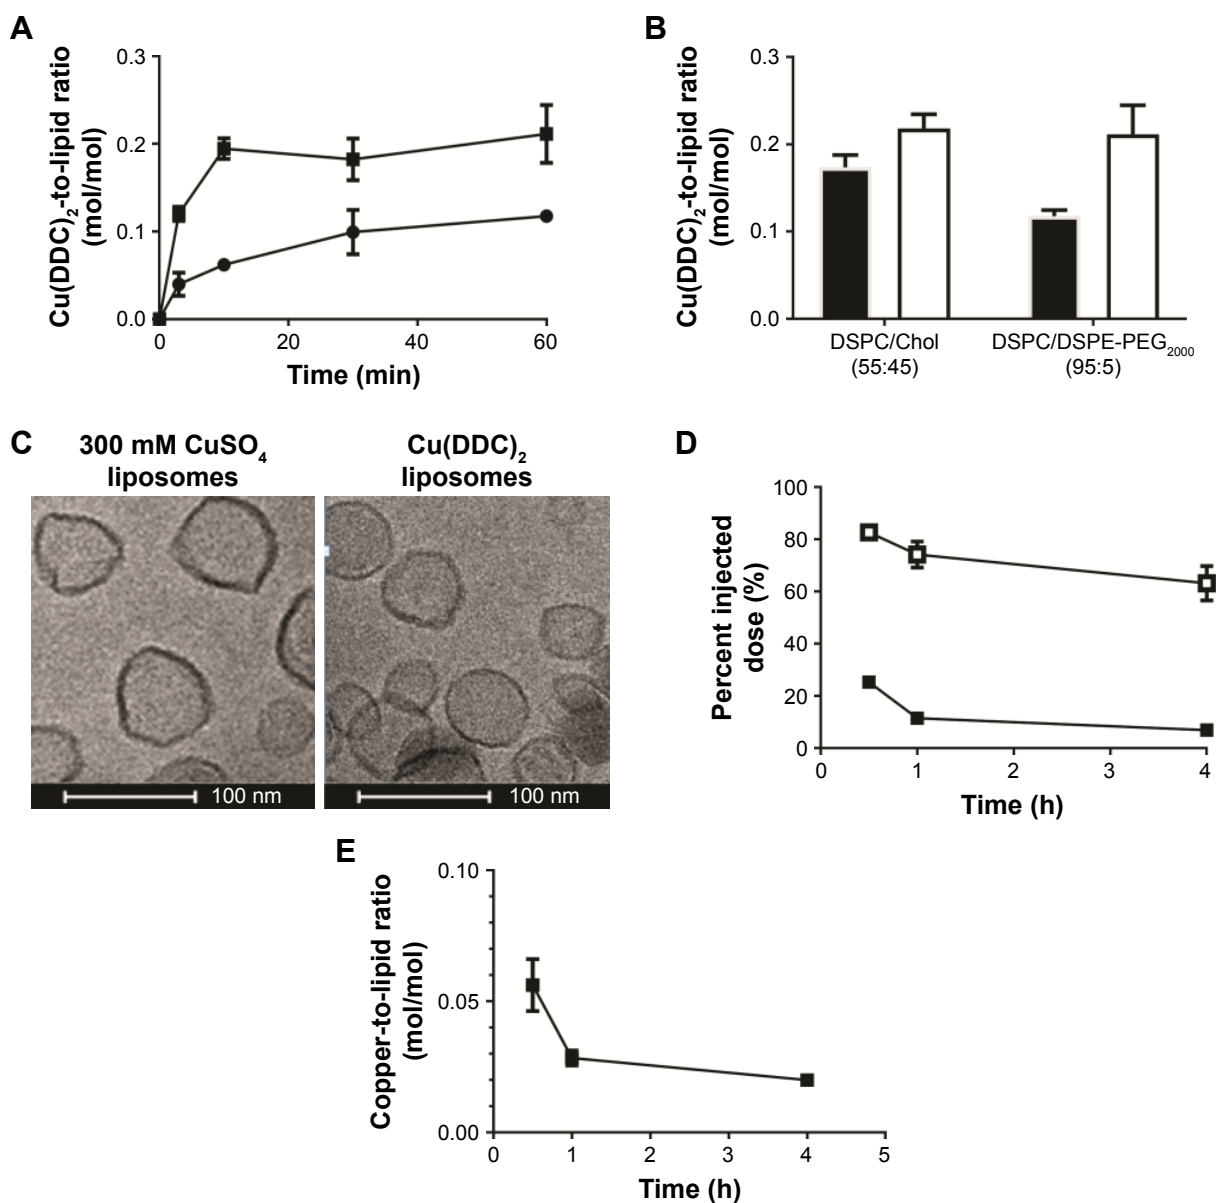 A
Cu(DDC)₂-to-lipid ratio
(mol/mol)
0.3
0.2
0.1
0.0
0
20
40
60
Time (min)
B
Cu(DDC)₂-to-lipid ratio
(mol/mol)
0.3
0.2
0.1
0.0
DSPC/Chol
(55:45)
DSPC/DSPE-PEG₂₀₀₀
(95:5)
C
300 mM CuSO₄
liposomes
Cu(DDC)₂
liposomes
100 nm
100 nm
D
Percent injected
dose (%)
100
80
60
40
20
0
0
1
2
3
4
Time (h)
E
Copper-to-lipid ratio
(mol/mol)
0.10
0.05
0.00
0
1
2
3
4
5
Time (h)